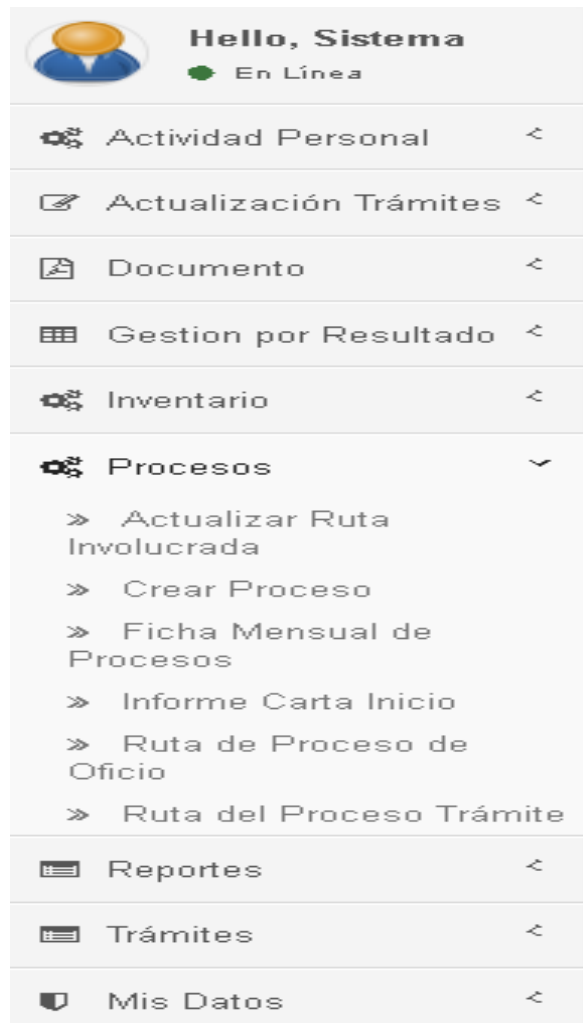 Hello, Sistema
En Línea
Actividad Personal
Actualización Trámites
Documento
Gestion por Resultado
Inventario
Procesos
» Actualizar Ruta
Involucrada
» Crear Proceso
» Ficha Mensual de
Procesos
» Informe Carta Inicio
» Ruta de Proceso de
Oficio
» Ruta del Proceso Trámite
Reportes
Trámites
Mis Datos